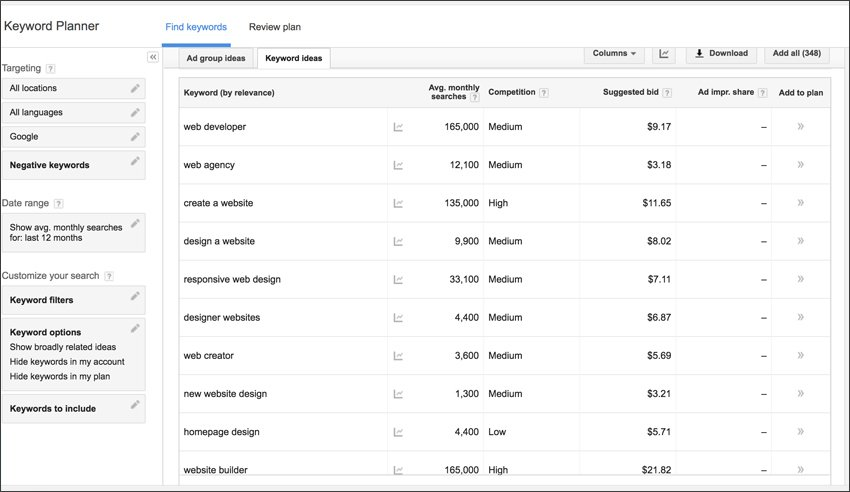 Keyword Planner
Find keywords
Review plan
Targeting ?
All locations
All languages
Google
Negative keywords
Date range ?
Show avg. monthly searches
for: last 12 months
Customize your search ?
Keyword filters
Keyword options
Show broadly related ideas
Hide keywords in my account
Hide keywords in my plan
Keywords to include
Ad group ideas
Keyword ideas
Columns
Download
Add all (348)
Keyword (by relevance)
Avg. monthly
searches ?
Competition ?
Suggested bid ?
Ad impr. share ?
Add to plan
web developer 165,000 Medium $9.17 – »
web agency 12,100 Medium $3.18 – »
create a website 135,000 High $11.65 – »
design a website 9,900 Medium $8.02 – »
responsive web design 33,100 Medium $7.11 – »
designer websites 4,400 Medium $6.87 – »
web creator 3,600 Medium $5.69 – »
new website design 1,300 Medium $3.21 – »
homepage design 4,400 Low $5.71 – »
website builder 165,000 High $21.82 – »